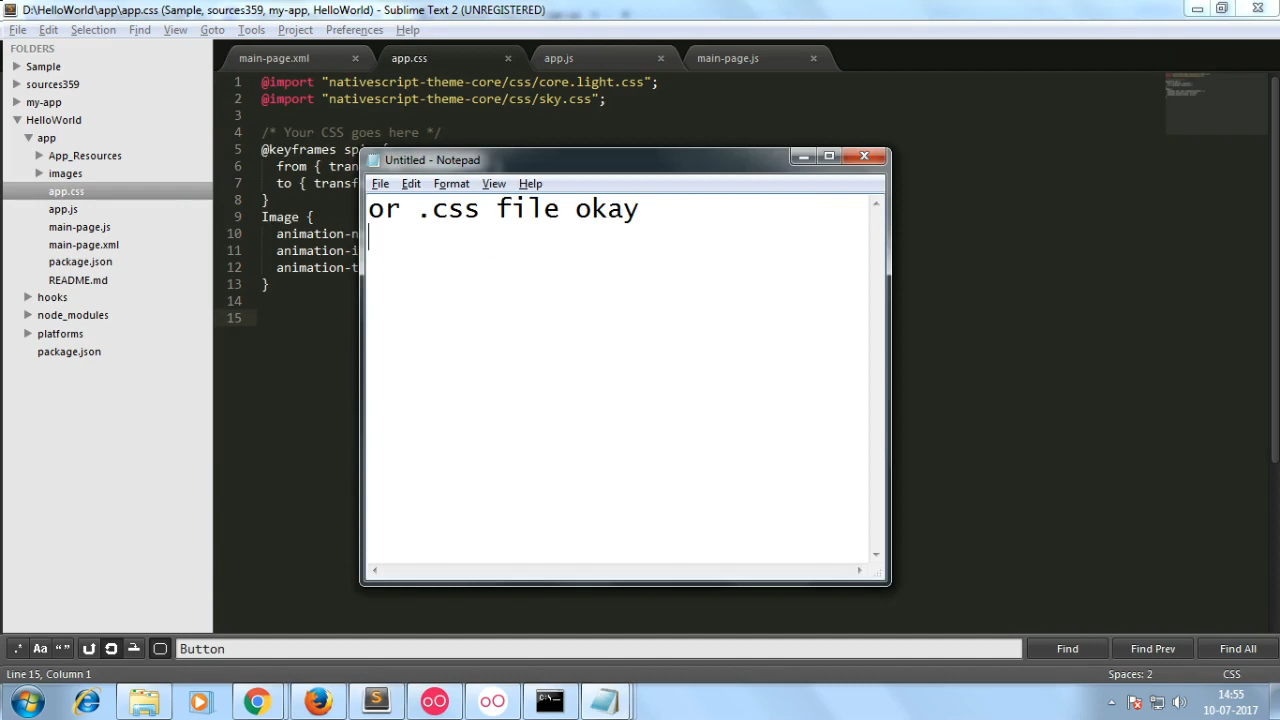 D:\HelloWorld\app\app.css (Sample, sources359, my-app, HelloWorld) - Sublime Text 2 (UNREGISTERED)
File Edit Selection Find View Goto Tools Project Preferences Help
FOLDERS
Sample
sources359
my-app
HelloWorld
app
App_Resources
images
app.css
app.js
main-page.js
main-page.xml
package.json
README.md
hooks
node_modules
platforms
package.json
main-page.xml app.css app.js main-page.js
1 @import "nativescript-theme-core/css/core.light.css";
2 @import "nativescript-theme-core/css/sky.css";
3
4 /* Your CSS goes here */
5 @keyframes spi {
6 from { tran
7 to { transf
8 }
9 Image {
10 animation-n
11 animation-i
12 animation-t
13 }
14
15
Untitled - Notepad
File Edit Format View Help
or .css file okay
.* Aa “” Button Find Find Prev Find All
Line 15, Column 1 Spaces: 2 CSS
14:55
10-07-2017